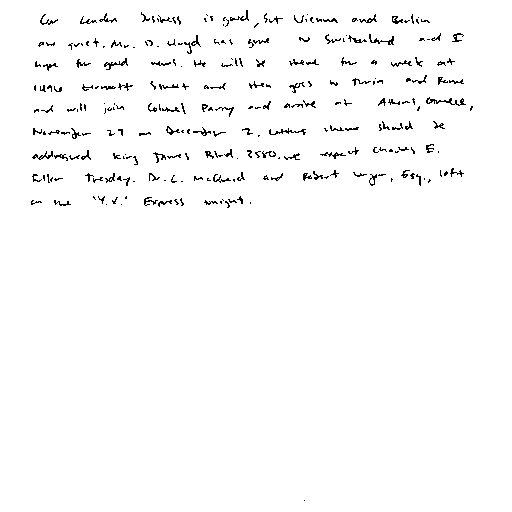 Our London business is good, but Vienna and Berlin
are quiet. Mr. D. Lloyd has gone to Switzerland and I
hope for good news. He will be there for a week at
1496 Zermott Street and then goes to Turin and Rome
and will join Colonel Parry and arrive at Athens, Greece,
November 27 or December 2. Letters there should be
addressed King James Blvd. 3580. We expect Charles E.
Fuller Tuesday. Dr. L. McQuaid and Robert Unger, Esq., left
on the "Y.X." Express tonight.